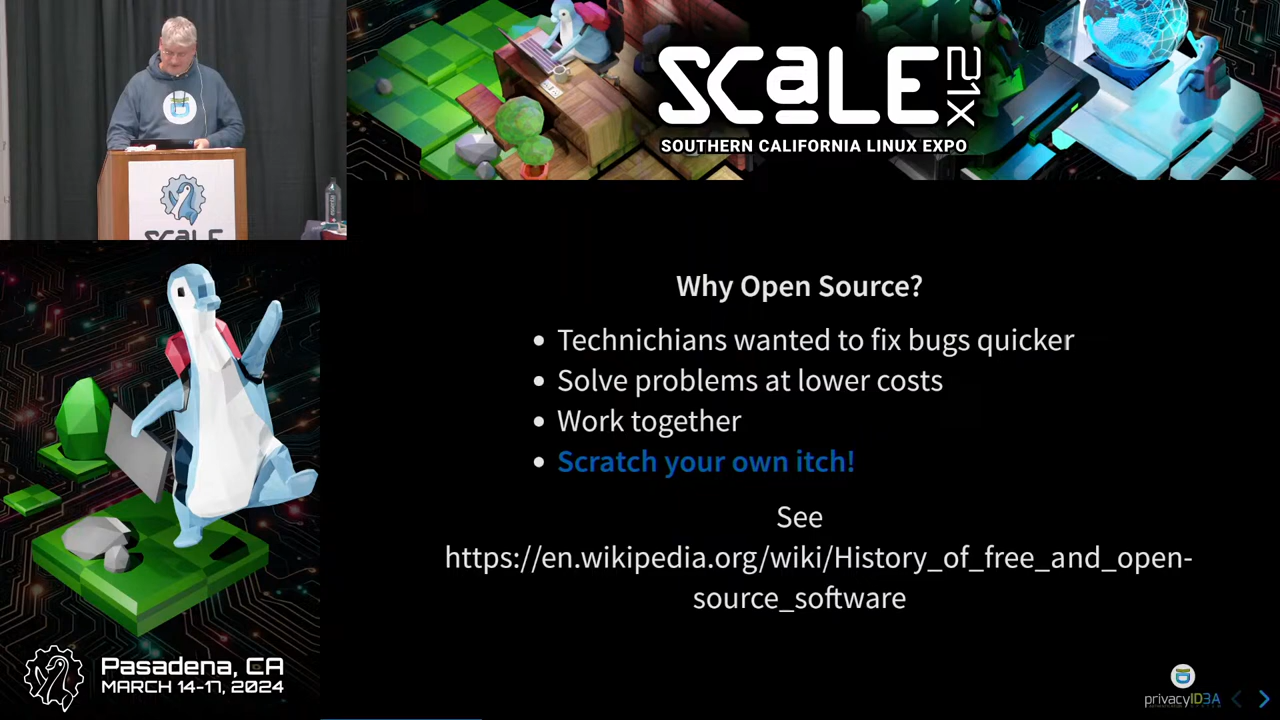 SCALE
SCALE 21X
SOUTHERN CALIFORNIA LINUX EXPO
Why Open Source?
Technichians wanted to fix bugs quicker
Solve problems at lower costs
Work together
Scratch your own itch!
See
https://en.wikipedia.org/wiki/History_of_free_and_open-
source_software
Pasadena, CA
MARCH 14-17, 2024
privacyID3A